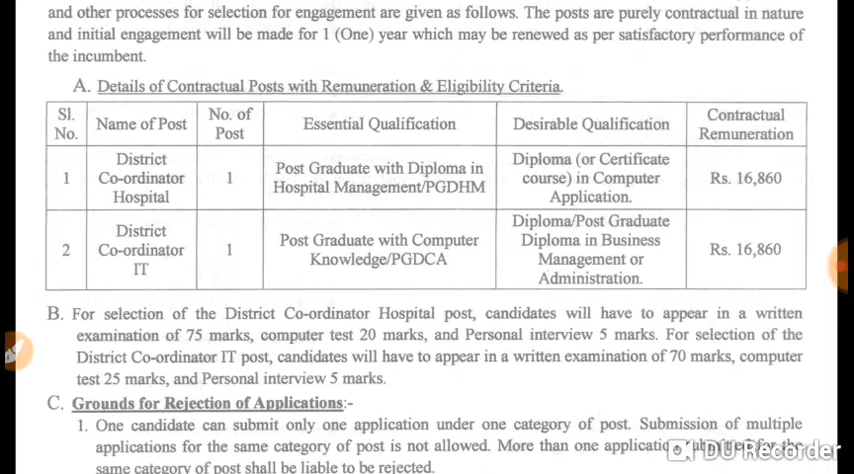 and other processes for selection for engagement are given as follows. The posts are purely contractual in nature
and initial engagement will be made for 1 (One) year which may be renewed as per satisfactory performance of
the incumbent.
A. Details of Contractual Posts with Remuneration & Eligibility Criteria.
Sl. No. Name of Post No. of Post Essential Qualification Desirable Qualification Contractual Remuneration
1 District Co-ordinator Hospital 1 Post Graduate with Diploma in Hospital Management/PGDHM Diploma (or Certificate course) in Computer Application. Rs. 16,860
2 District Co-ordinator IT 1 Post Graduate with Computer Knowledge/PGDCA Diploma/Post Graduate Diploma in Business Management or Administration. Rs. 16,860
B. For selection of the District Co-ordinator Hospital post, candidates will have to appear in a written
examination of 75 marks, computer test 20 marks, and Personal interview 5 marks. For selection of the
District Co-ordinator IT post, candidates will have to appear in a written examination of 70 marks, computer
test 25 marks, and Personal interview 5 marks.
C. Grounds for Rejection of Applications:-
1. One candidate can submit only one application under one category of post. Submission of multiple
applications for the same category of post is not allowed. More than one application
same category of post shall be liable to be rejected.
DU Recorder